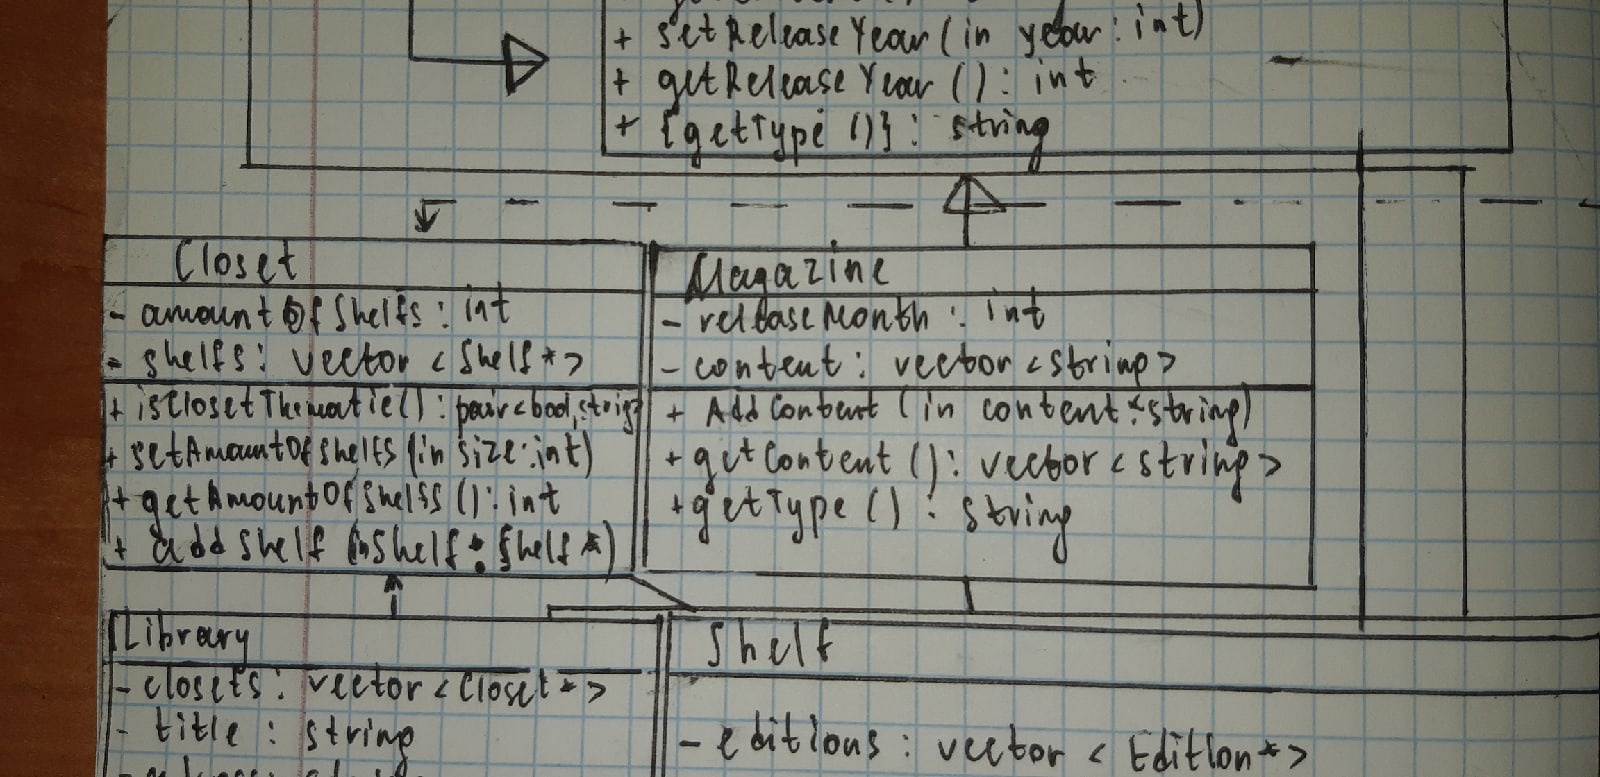 + setReleaseYear(in year: int)
+ getReleaseYear(): int
+ {getType()}: string
Closet
- amountOfShelfs: int
- shelfs: vector<Shelf*>
+ isClosetThematic(): pair<bool,string>
+ setAmountOfShelfs(in size:int)
+ getAmountOfShelfs(): int
+ addShelf(in Shelf: Shelf*)
Magazine
- releaseMonth: int
- content: vector<string>
+ AddContent(in content:string)
+ getContent(): vector<string>
+ getType(): string
Library
- closets: vector<Closet*>
- title: string
Shelf
- editions: vector<Edition*>